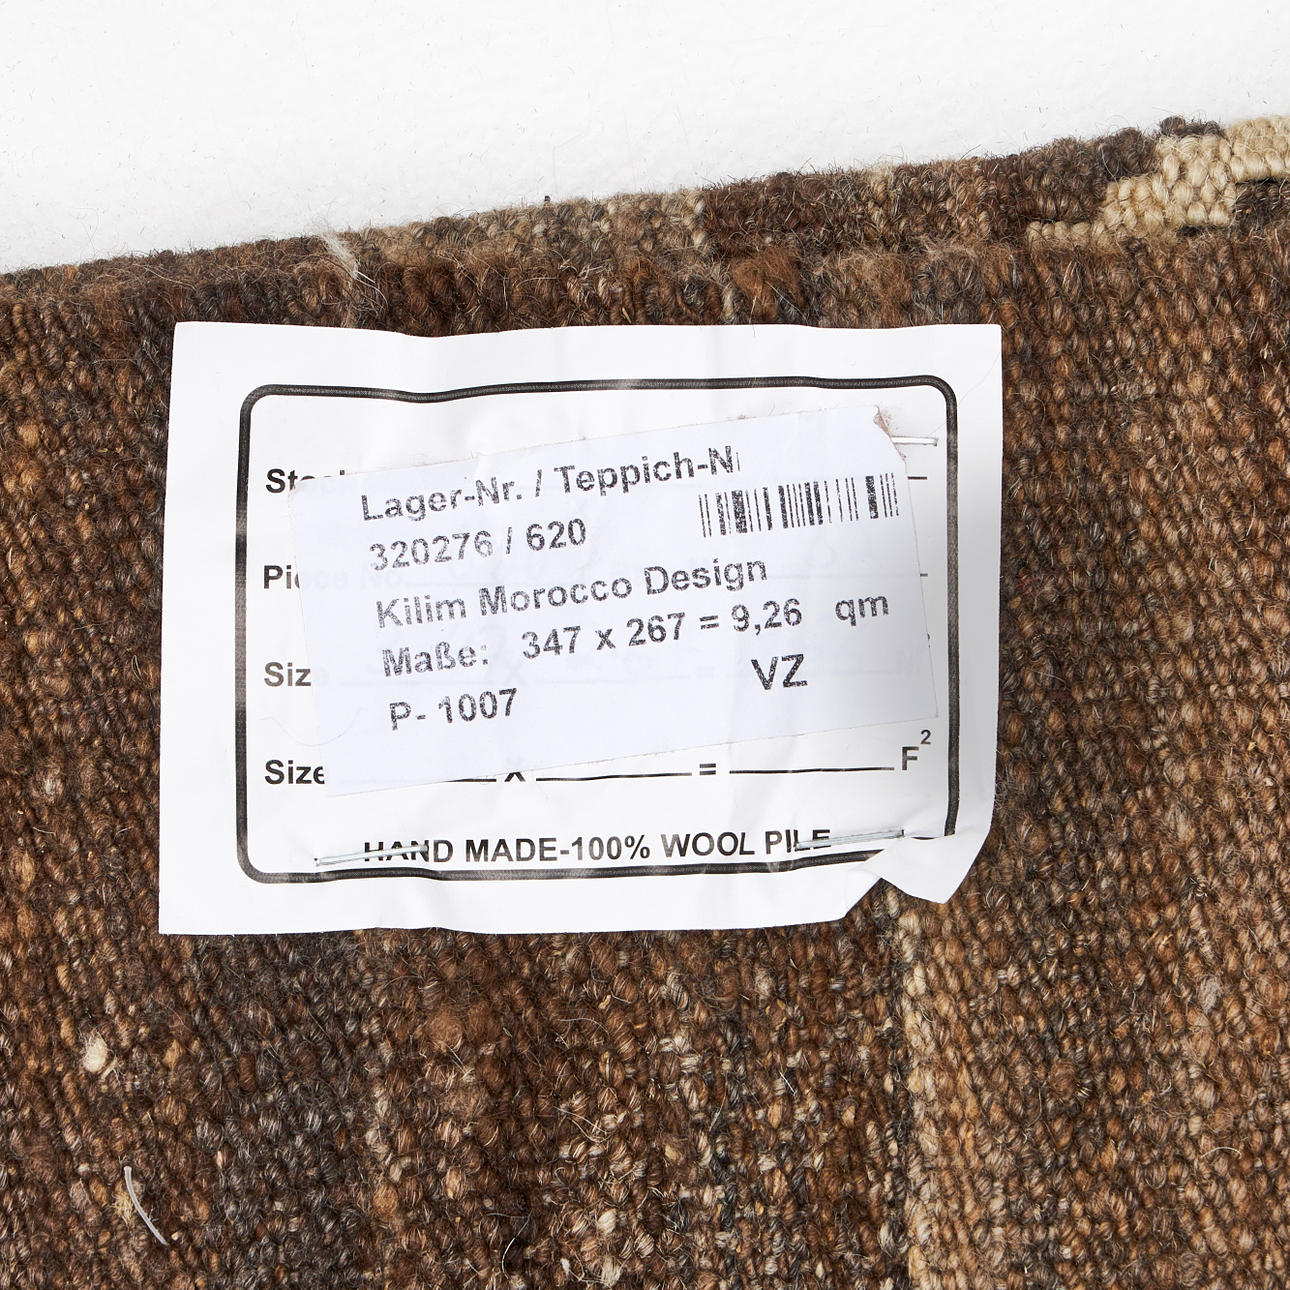 Lager-Nr. / Teppich-Nr
320276 / 620
Kilim Morocco Design
Maße: 347 x 267 = 9,26 qm
P- 1007 VZ
Size x = F²
HAND MADE-100% WOOL PILE